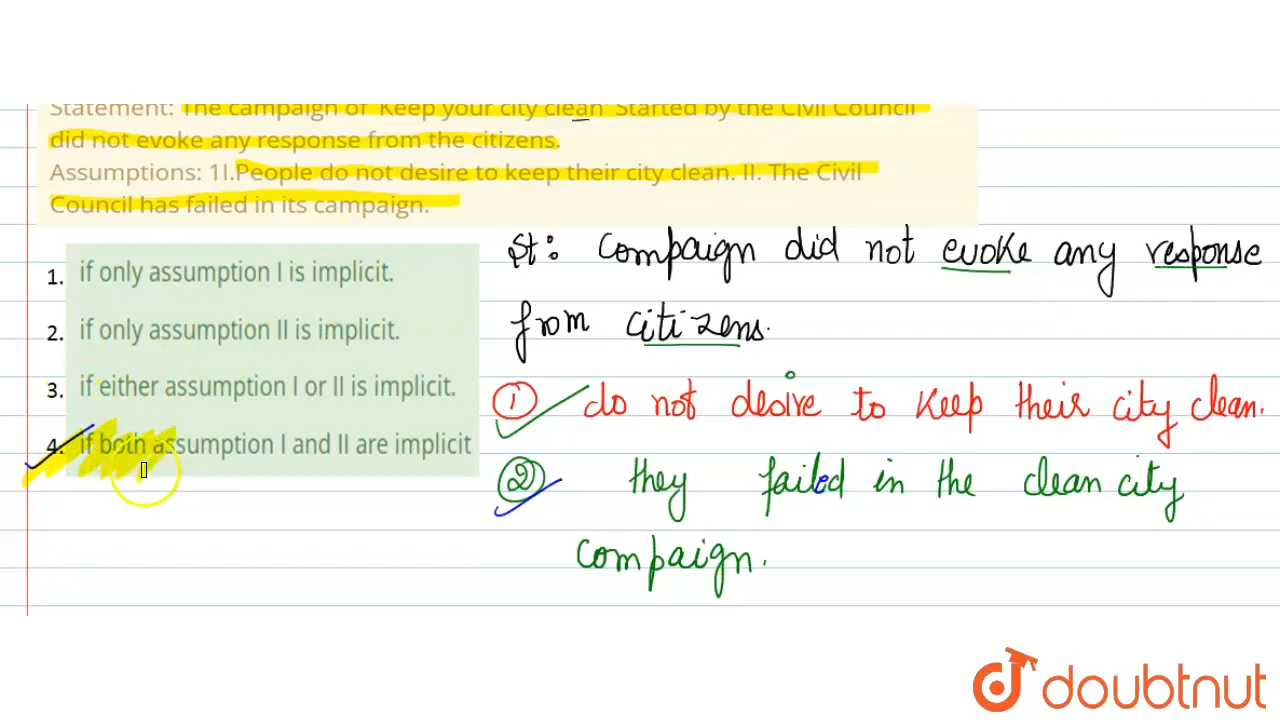 Statement: The campaign of 'Keep your city clean' Started by the Civil Council
did not evoke any response from the citizens.
Assumptions: 1I.People do not desire to keep their city clean. II. The Civil
Council has failed in its campaign.
1. if only assumption I is implicit.
2. if only assumption II is implicit.
3. if either assumption I or II is implicit.
4. if both assumption I and II are implicit
St: Compaign did not evoke any response
from citizens.
① do not desire to keep their city clean.
② they failed in the clean city
compaign.
doubtnut